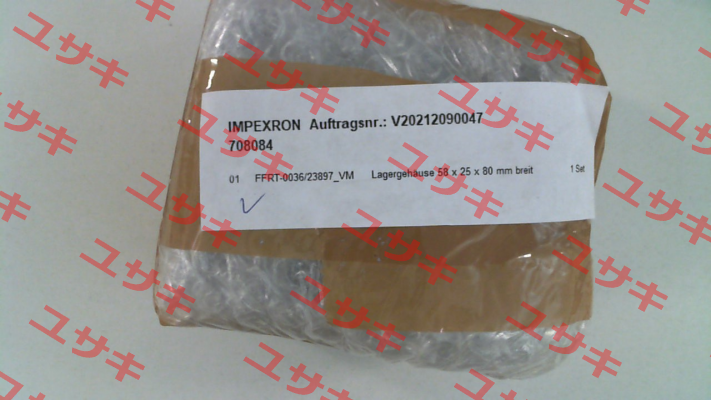 IMPEXRON Auftragsnr.: V20212090047
708084
01 FFRT-0036/23897_VM Lagergehäuse 58 x 25 x 80 mm breit 1 Set
ユサキ